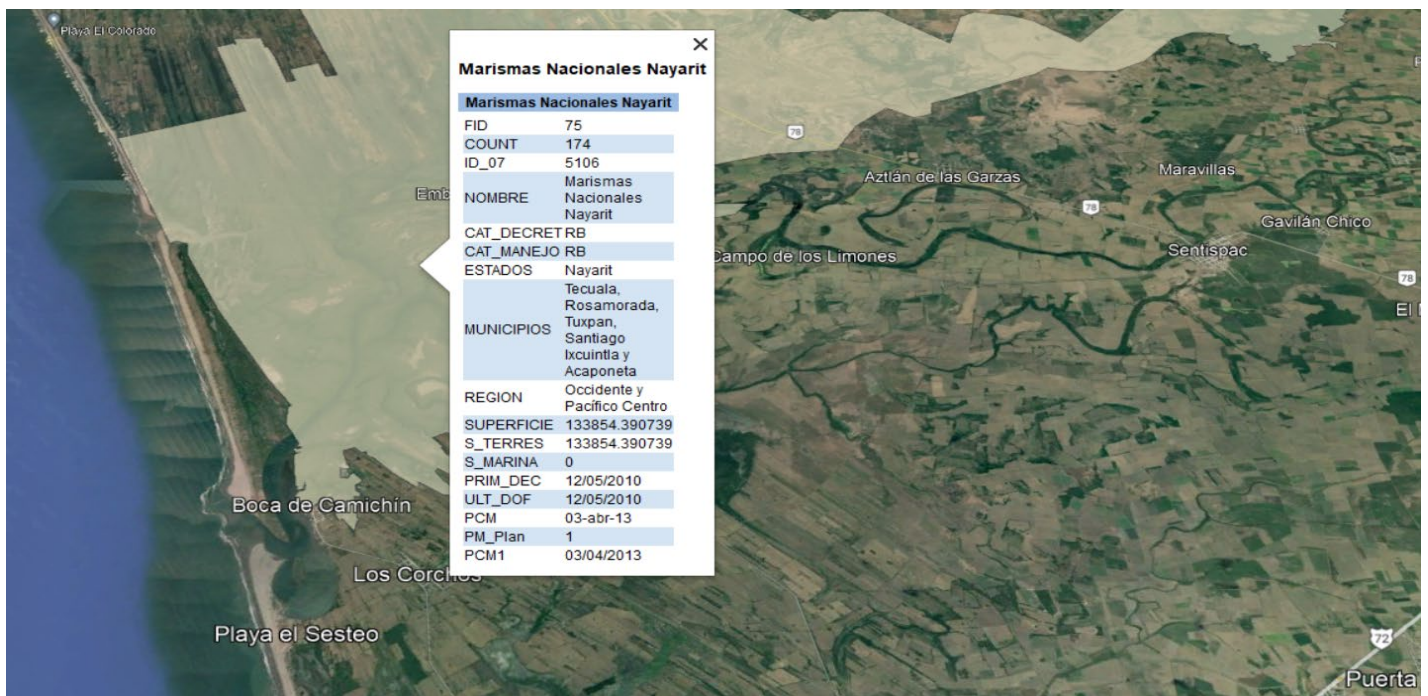 Playa El Colorado
Marismas Nacionales Nayarit
Marismas Nacionales Nayarit
FID 75
COUNT 174
ID_07 5106
NOMBRE Marismas
Nacionales
Nayarit
CAT_DECRET RB
CAT_MANEJO RB
ESTADOS Nayarit
MUNICIPIOS Tecuala,
Rosamorada,
Tuxpan,
Santiago
Ixcuintla y
Acaponeta
REGION Occidente y
Pacífico Centro
SUPERFICIE 133854.390739
S_TERRES 133854.390739
S_MARINA 0
PRIM_DEC 12/05/2010
ULT_DOF 12/05/2010
PCM 03-abr-13
PM_Plan 1
PCM1 03/04/2013
Emb
78
Aztlán de las Garzas
Maravillas
78
Gavilán Chico
Campo de los Limones
Sentispac
78
El
Boca de Camichín
Los Corchos
Playa el Sesteo
72
Puerta